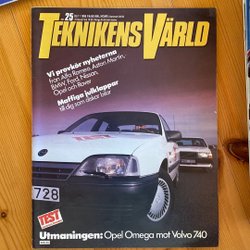 25
TEKNIKENS VÄRLD
Vi provkör nyheterna
från Alfa Romeo, Aston Martin,
BMW, Ford, Nissan,
Opel och Rover
Maffiga julklappar
till dig som älskar bilar
728
TEST
Utmaningen: Opel Omega mot Volvo 740